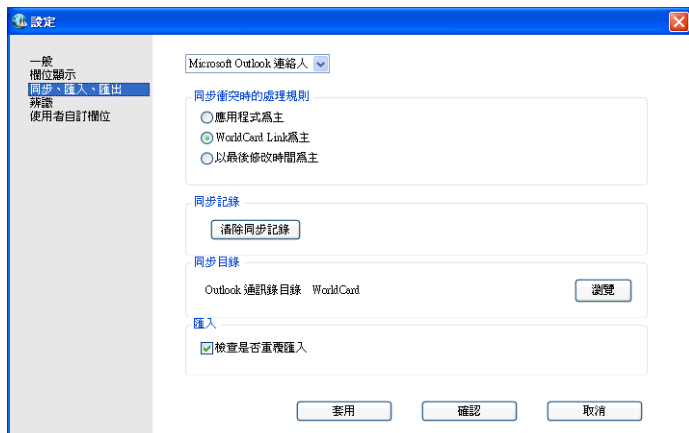 設定
一般
欄位顯示
同步、匯入、匯出
辨識
使用者自訂欄位
Microsoft Outlook 連絡人
同步衝突時的處理規則
應用程式為主
WorldCard Link為主
以最後修改時間為主
同步記錄
清除同步記錄
同步目錄
Outlook 通訊錄目錄 WorldCard
瀏覽
匯入
檢查是否重覆匯入
套用
確認
取消